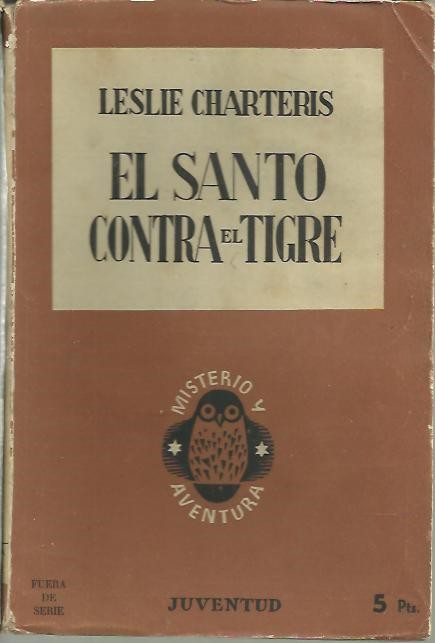 LESLIE CHARTERIS
EL SANTO
CONTRA EL TIGRE
MISTERIO Y
AVENTURA
FUERA
DE
SERIE
JUVENTUD
5 Pts.